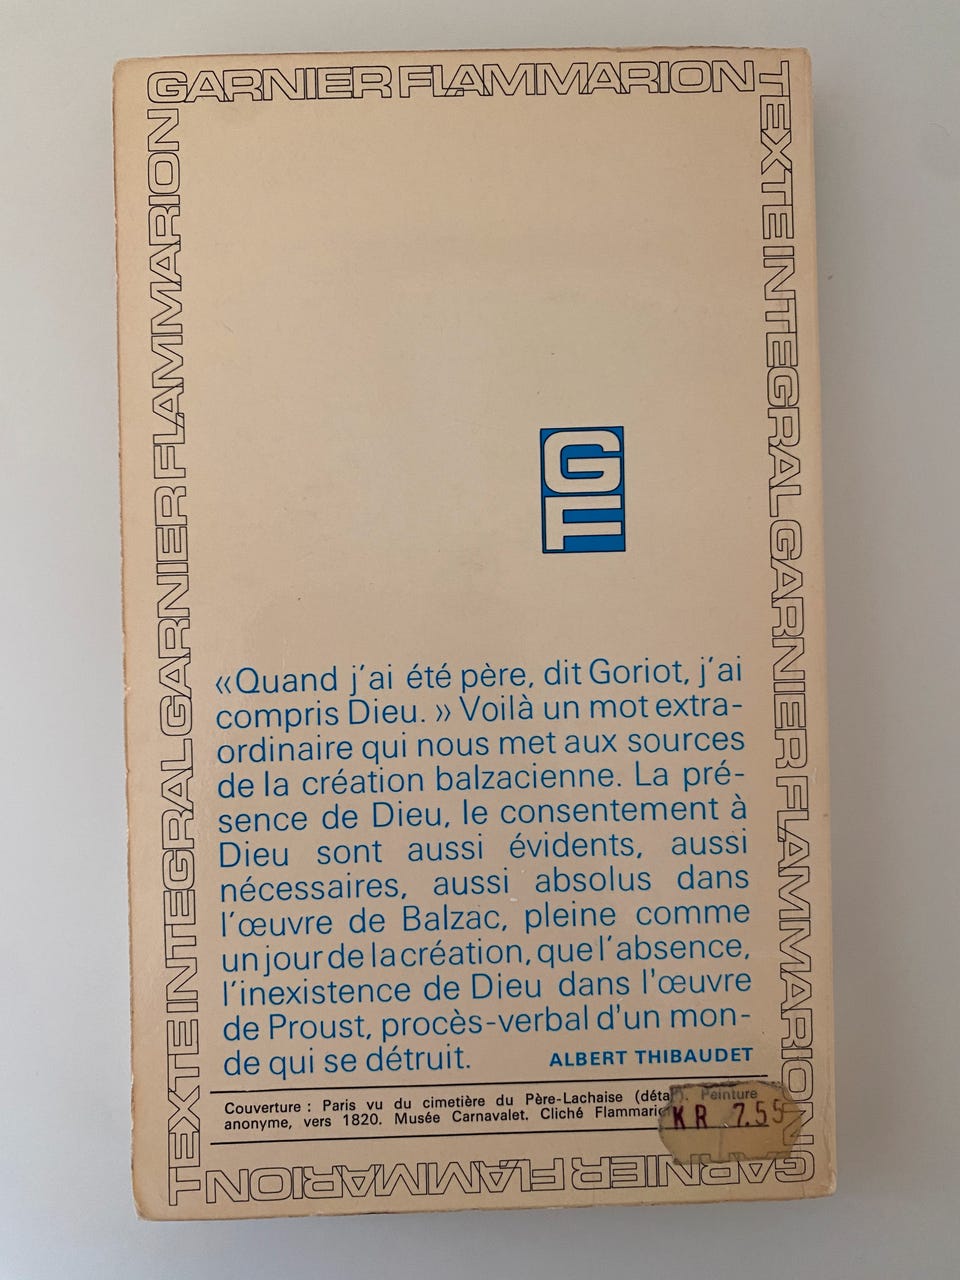 GARNIER FLAMMARION
TEXTE INTEGRAL GARNIER FLAMMARION
GARNIER FLAMMARION
TEXTE INTEGRAL GARNIER FLAMMARION
GF
«Quand j'ai été père, dit Goriot, j'ai
compris Dieu. » Voilà un mot extra-
ordinaire qui nous met aux sources
de la création balzacienne. La pré-
sence de Dieu, le consentement à
Dieu sont aussi évidents, aussi
nécessaires, aussi absolus dans
l'œuvre de Balzac, pleine comme
un jour de la création, que l'absence,
l'inexistence de Dieu dans l'œuvre
de Proust, procès-verbal d'un mon-
de qui se détruit. ALBERT THIBAUDET
Couverture : Paris vu du cimetière du Père-Lachaise Peinture
anonyme, vers 1820. Musée Carnavalet. Cliché
KR 7.55